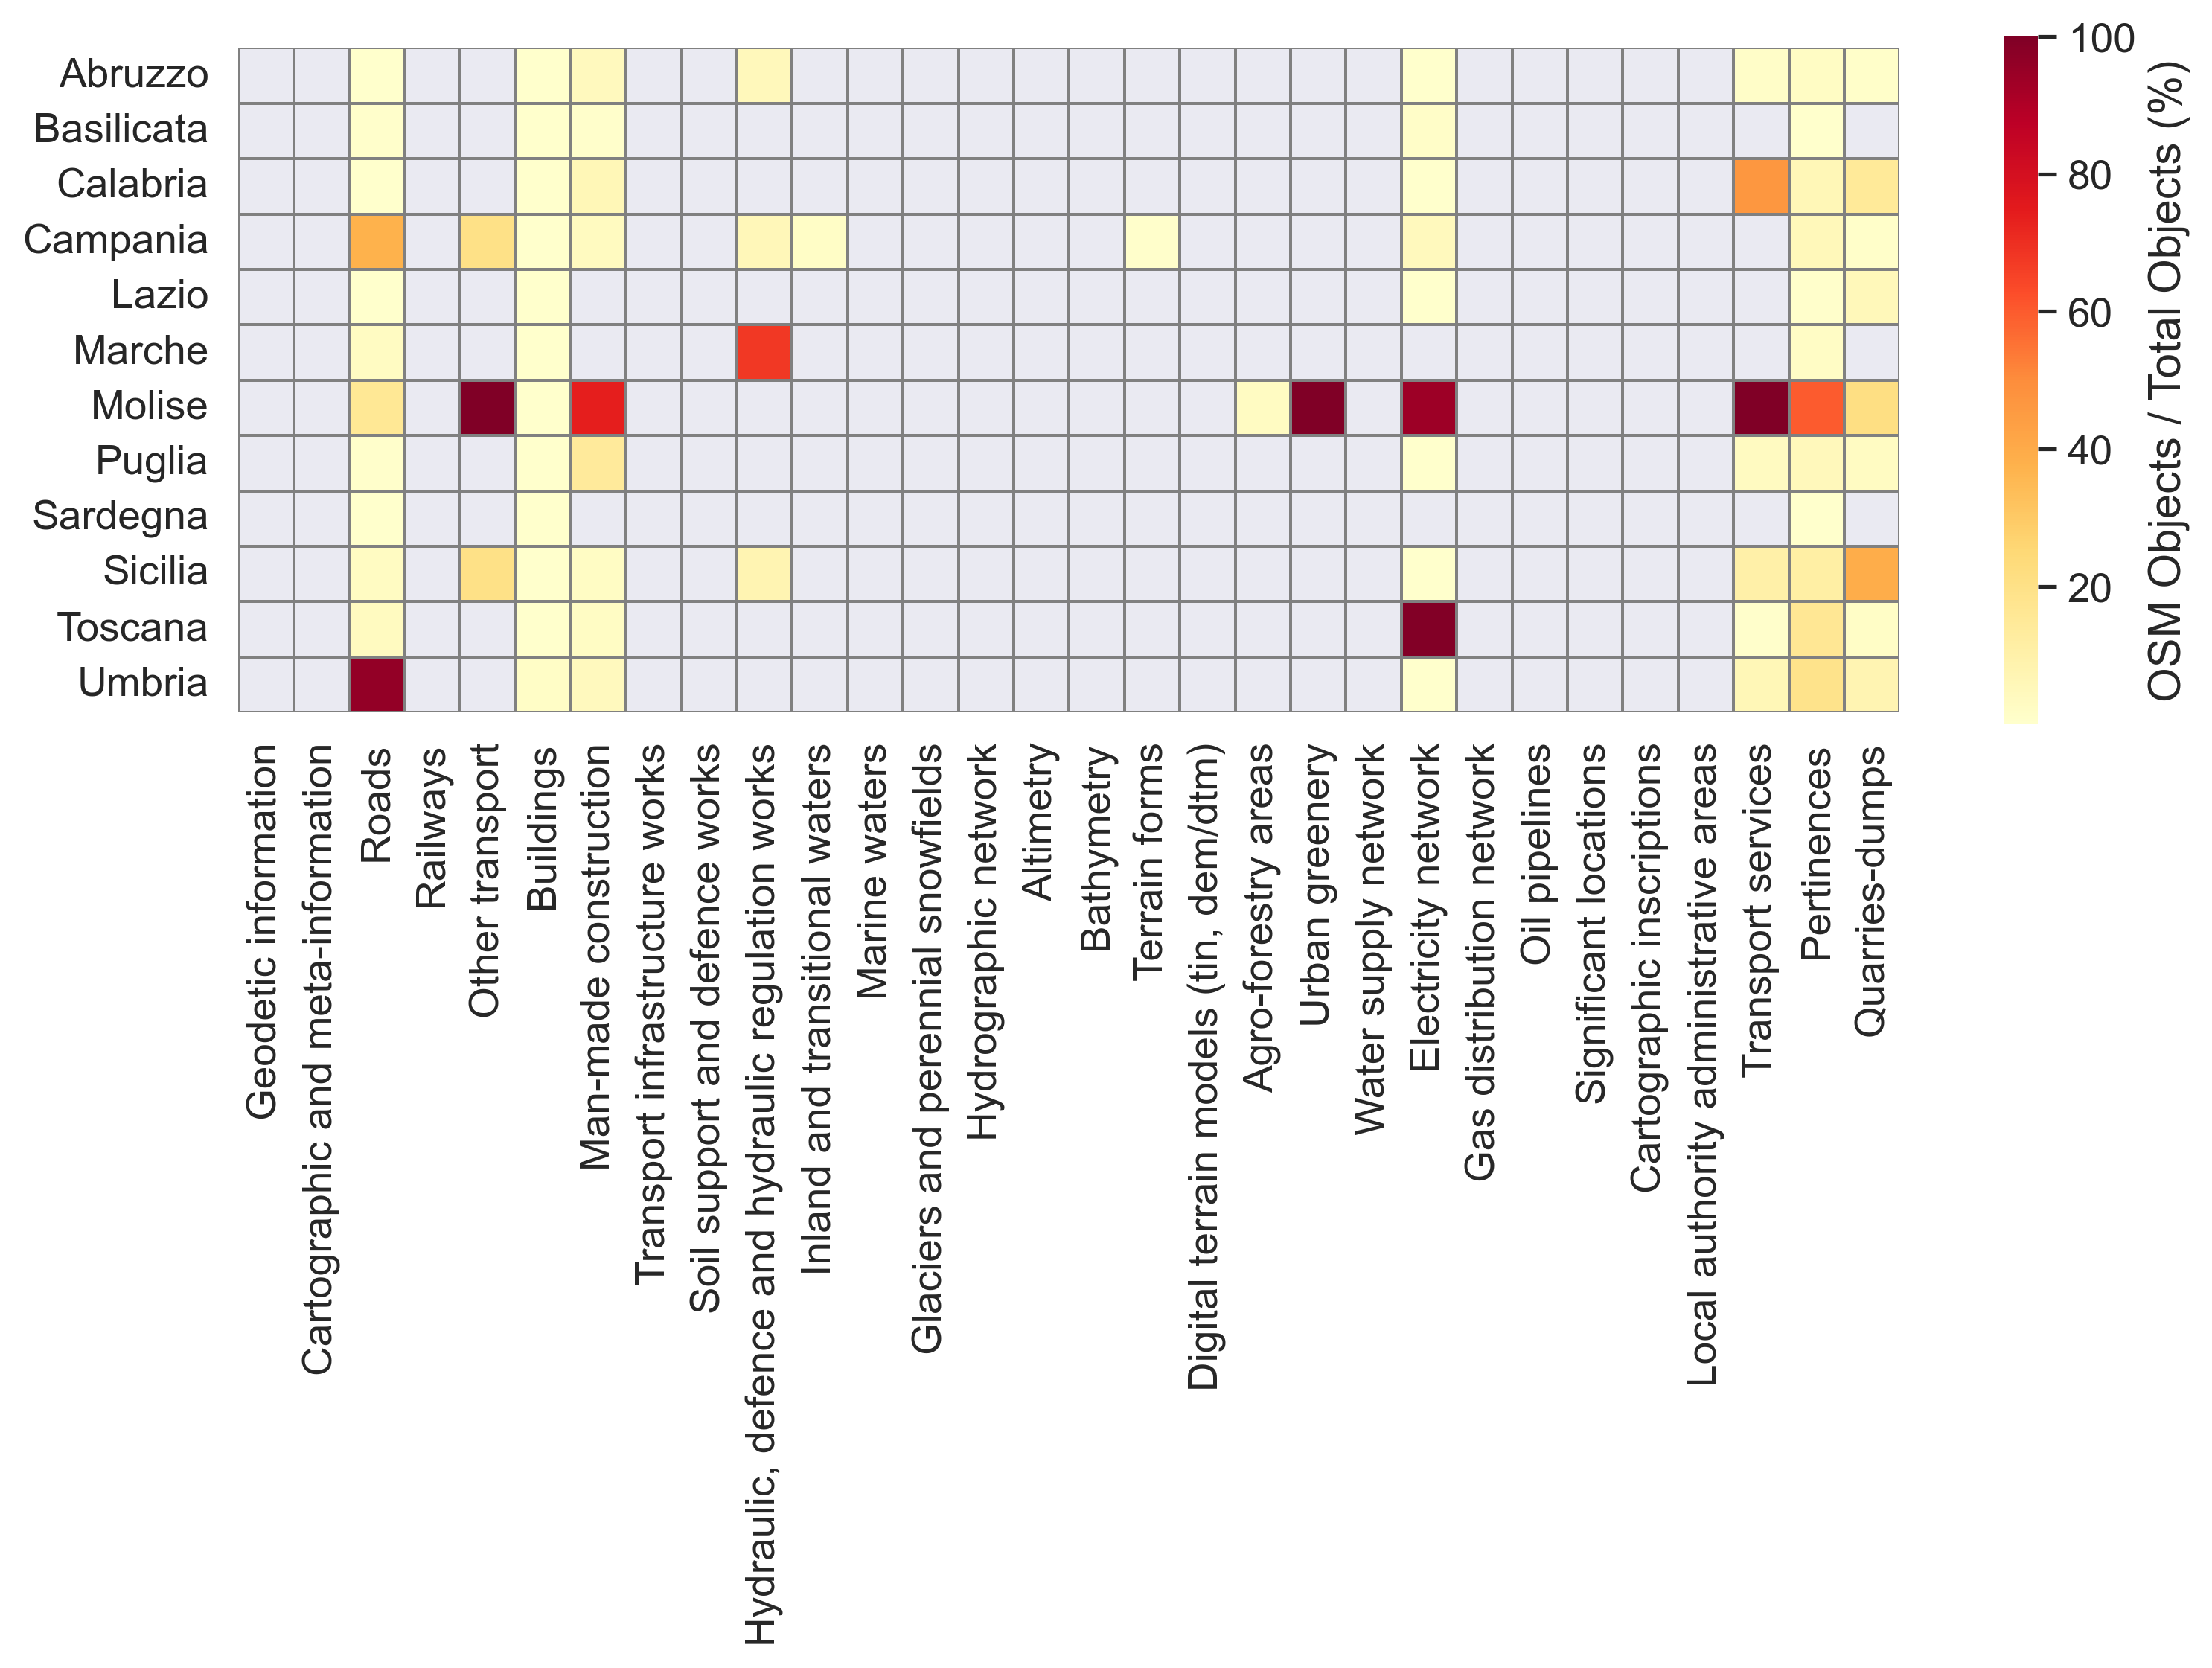 Abruzzo
Basilicata
Calabria
Campania
Lazio
Marche
Molise
Puglia
Sardegna
Sicilia
Toscana
Umbria
Geodetic information
Cartographic and meta-information
Roads
Railways
Other transport
Buildings
Man-made construction
Transport infrastructure works
Soil support and defence works
Hydraulic, defence and hydraulic regulation works
Inland and transitional waters
Marine waters
Glaciers and perennial snowfields
Hydrographic network
Altimetry
Bathymetry
Terrain forms
Digital terrain models (tin, dem/dtm)
Agro-forestry areas
Urban greenery
Water supply network
Electricity network
Gas distribution network
Oil pipelines
Significant locations
Cartographic inscriptions
Local authority administrative areas
Transport services
Pertinences
Quarries-dumps
100
80
60
40
20
OSM Objects / Total Objects (%)